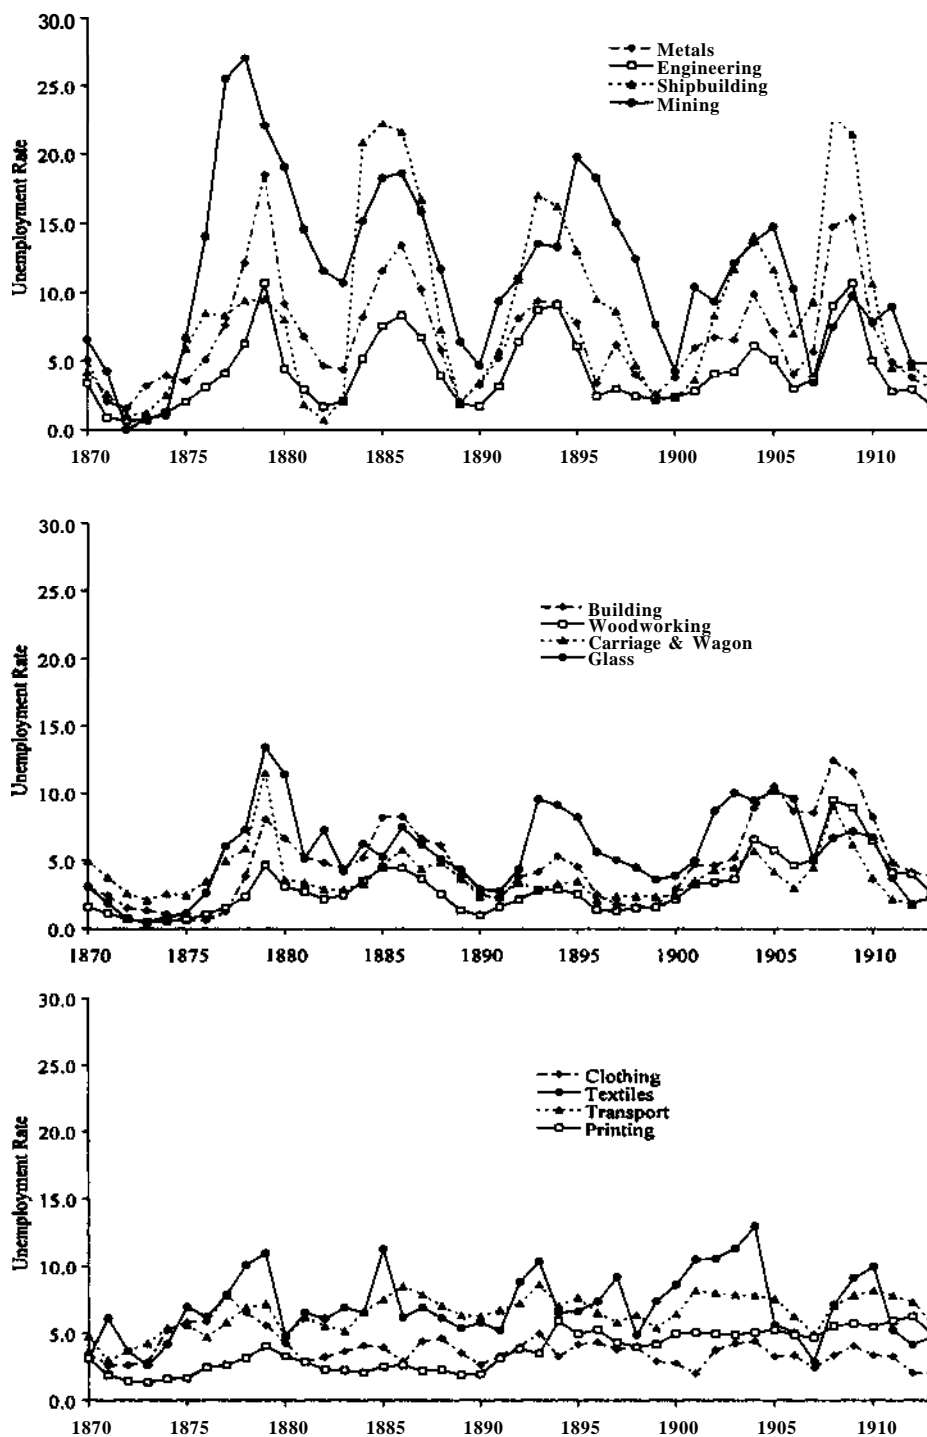 30.0
25.0
20.0
15.0
10.0
5.0
0.0
Unemployment Rate
Metals
Engineering
Shipbuilding
Mining
1870 1875 1880 1885 1890 1895 1900 1905 1910
30.0
25.0
20.0
15.0
10.0
5.0
0.0
Unemployment Rate
Building
Woodworking
Carriage & Wagon
Glass
1870 1875 1880 1885 1890 1895 1900 1905 1910
30.0
25.0
20.0
15.0
10.0
5.0
0.0
Unemployment Rate
Clothing
Textiles
Transport
Printing
1870 1875 1880 1885 1890 1895 1900 1905 1910